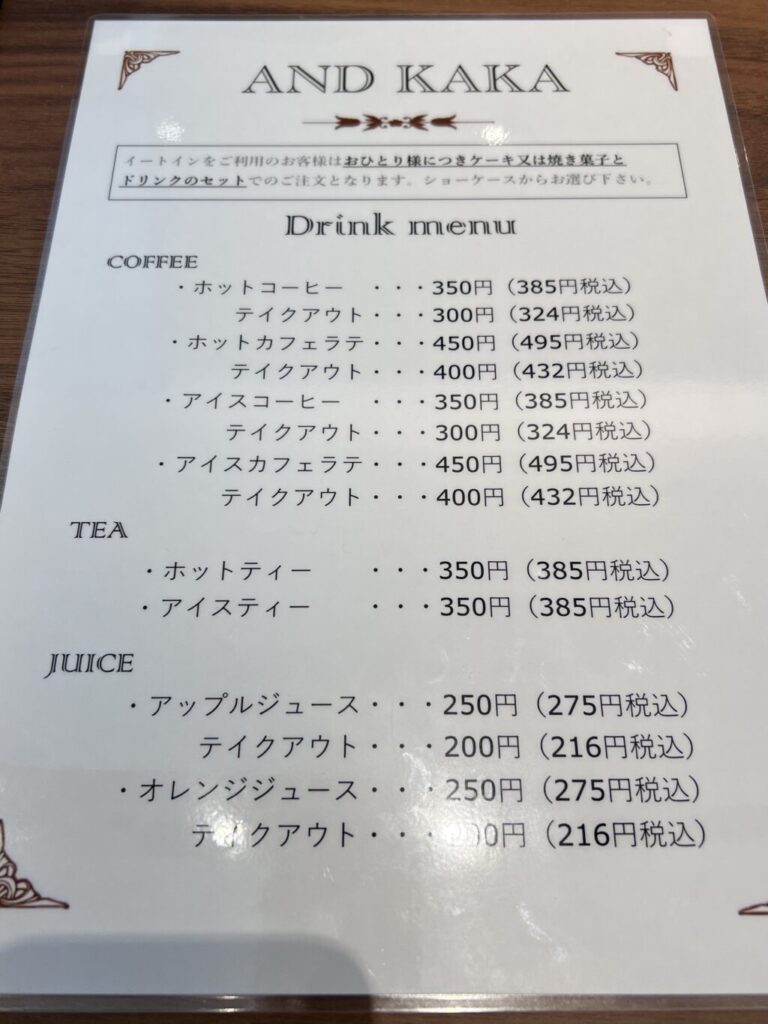 AND KAKA
イートインをご利用のお客様はおひとり様につきケーキ又は焼き菓子と
ドリンクのセットでのご注文となります。ショーケースからお選び下さい。
Drink menu
COFFEE
・ホットコーヒー ・・・350円（385円税込）
テイクアウト・・・300円（324円税込）
・ホットカフェラテ・・・450円（495円税込）
テイクアウト・・・400円（432円税込）
・アイスコーヒー ・・・350円（385円税込）
テイクアウト・・・300円（324円税込）
・アイスカフェラテ・・・450円（495円税込）
テイクアウト・・・400円（432円税込）
TEA
・ホットティー ・・・350円（385円税込）
・アイスティー ・・・350円（385円税込）
JUICE
・アップルジュース・・・250円（275円税込）
テイクアウト・・・200円（216円税込）
・オレンジジュース・・・250円（275円税込）
テイクアウト・・・200円（216円税込）